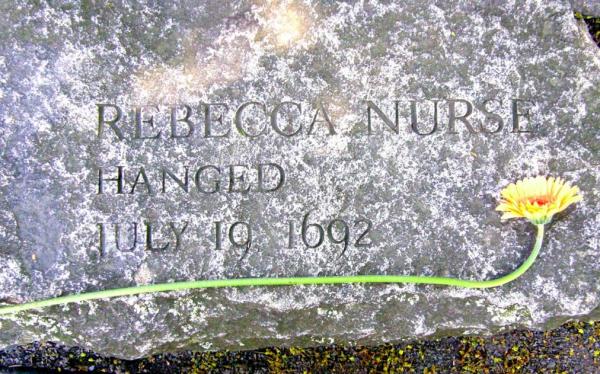 REBECCA NURSE
HANGED
JULY 19, 1692